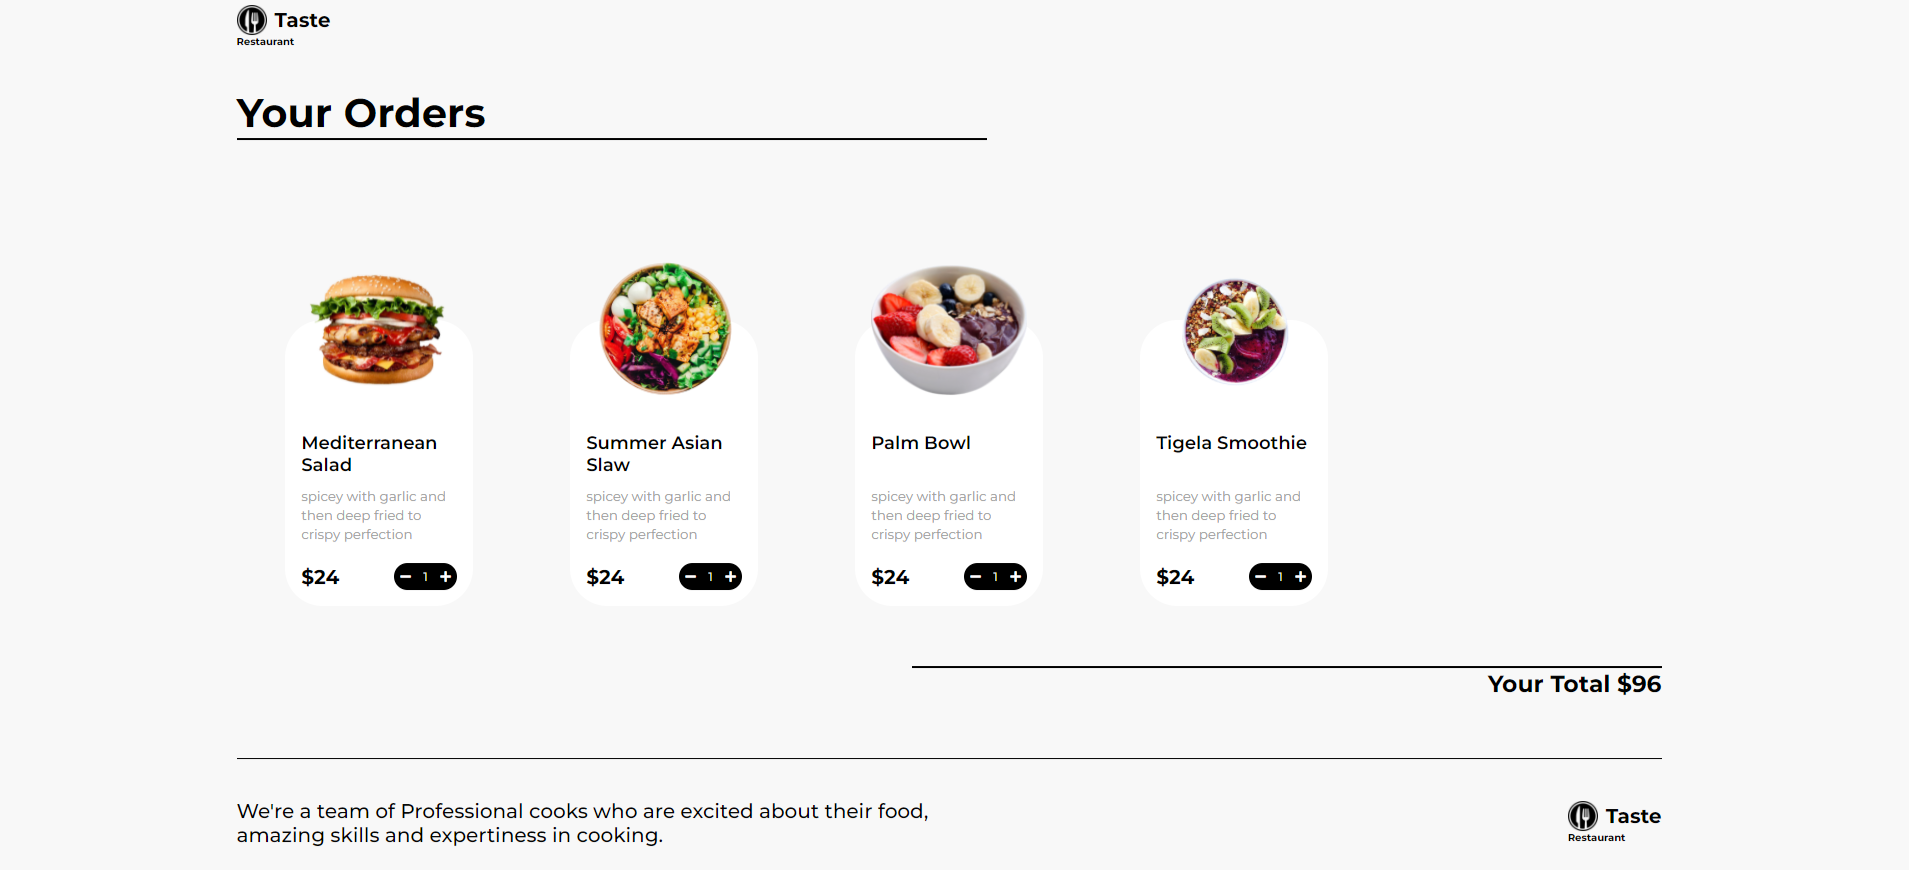 Taste
Restaurant
Your Orders
Mediterranean
Salad
spicey with garlic and
then deep fried to
crispy perfection
$24
1
Summer Asian
Slaw
spicey with garlic and
then deep fried to
crispy perfection
$24
1
Palm Bowl
spicey with garlic and
then deep fried to
crispy perfection
$24
1
Tigela Smoothie
spicey with garlic and
then deep fried to
crispy perfection
$24
1
Your Total $96
We're a team of Professional cooks who are excited about their food,
amazing skills and expertiness in cooking.
Taste
Restaurant